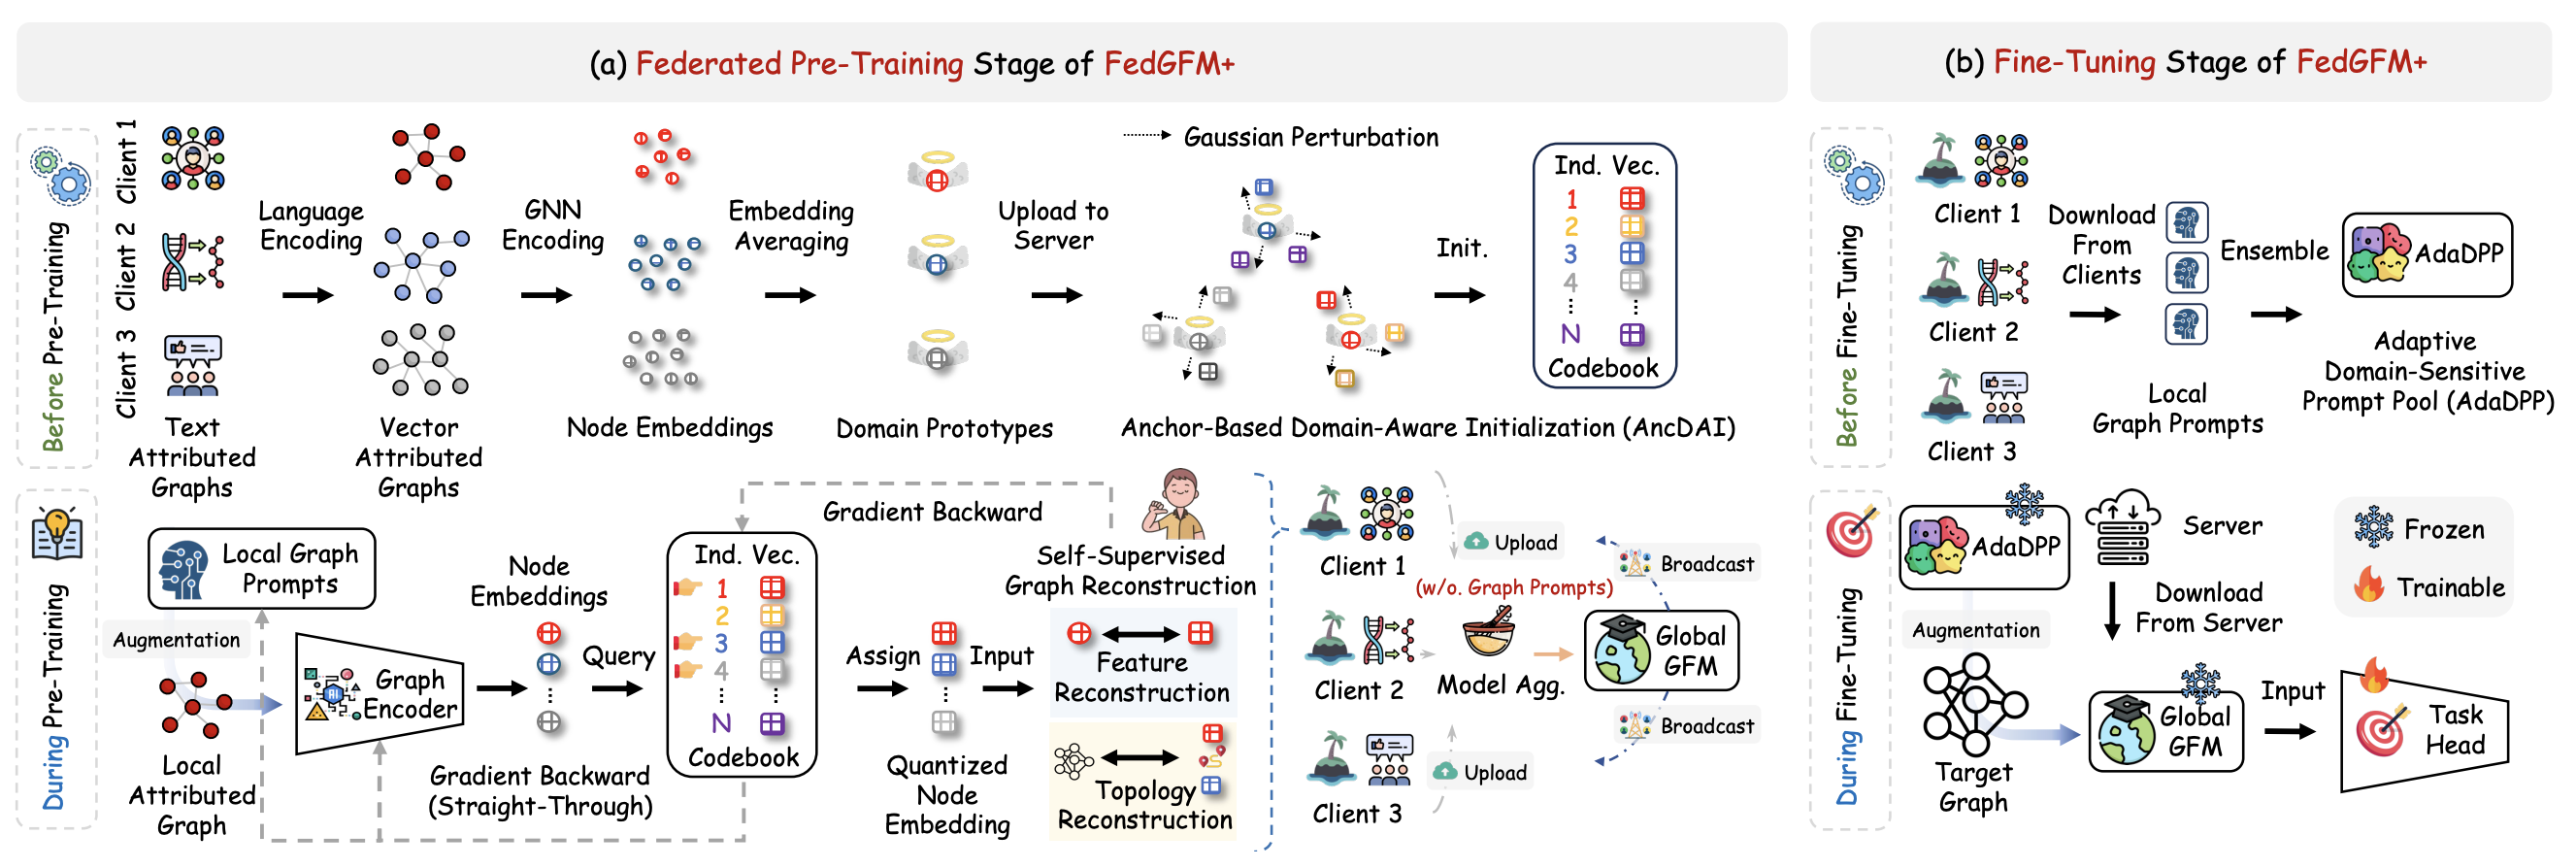 (a) Federated Pre-Training Stage of FedGFM+
Before Pre-Training
Client 1
Client 2
Client 3
Text
Attributed
Graphs
Language
Encoding
Vector
Attributed
Graphs
GNN
Encoding
Node Embeddings
Embedding
Averaging
Domain Prototypes
Upload to
Server
Gaussian Perturbation
Anchor-Based Domain-Aware Initialization (AncDAI)
Init.
Ind. Vec.
1
2
3
4
N
Codebook
During Pre-Training
Local Graph
Prompts
Augmentation
Local
Attributed
Graph
Graph
Encoder
Gradient Backward
(Straight-Through)
Node
Embeddings
Query
Ind. Vec.
1
2
3
4
N
Codebook
Gradient Backward
Assign
Quantized
Node
Embedding
Input
Self-Supervised
Graph Reconstruction
Feature
Reconstruction
Topology
Reconstruction
Client 1
Client 2
Client 3
Upload
(w/o. Graph Prompts)
Model Agg.
Upload
Broadcast
Global
GFM
Broadcast
(b) Fine-Tuning Stage of FedGFM+
Before Fine-Tuning
Client 1
Client 2
Client 3
Download
From
Clients
Local
Graph Prompts
Ensemble
AdaDPP
Adaptive
Domain-Sensitive
Prompt Pool (AdaDPP)
During Fine-Tuning
AdaDPP
Augmentation
Target
Graph
Server
Download
From Server
Global
GFM
Input
Frozen
Trainable
Task
Head